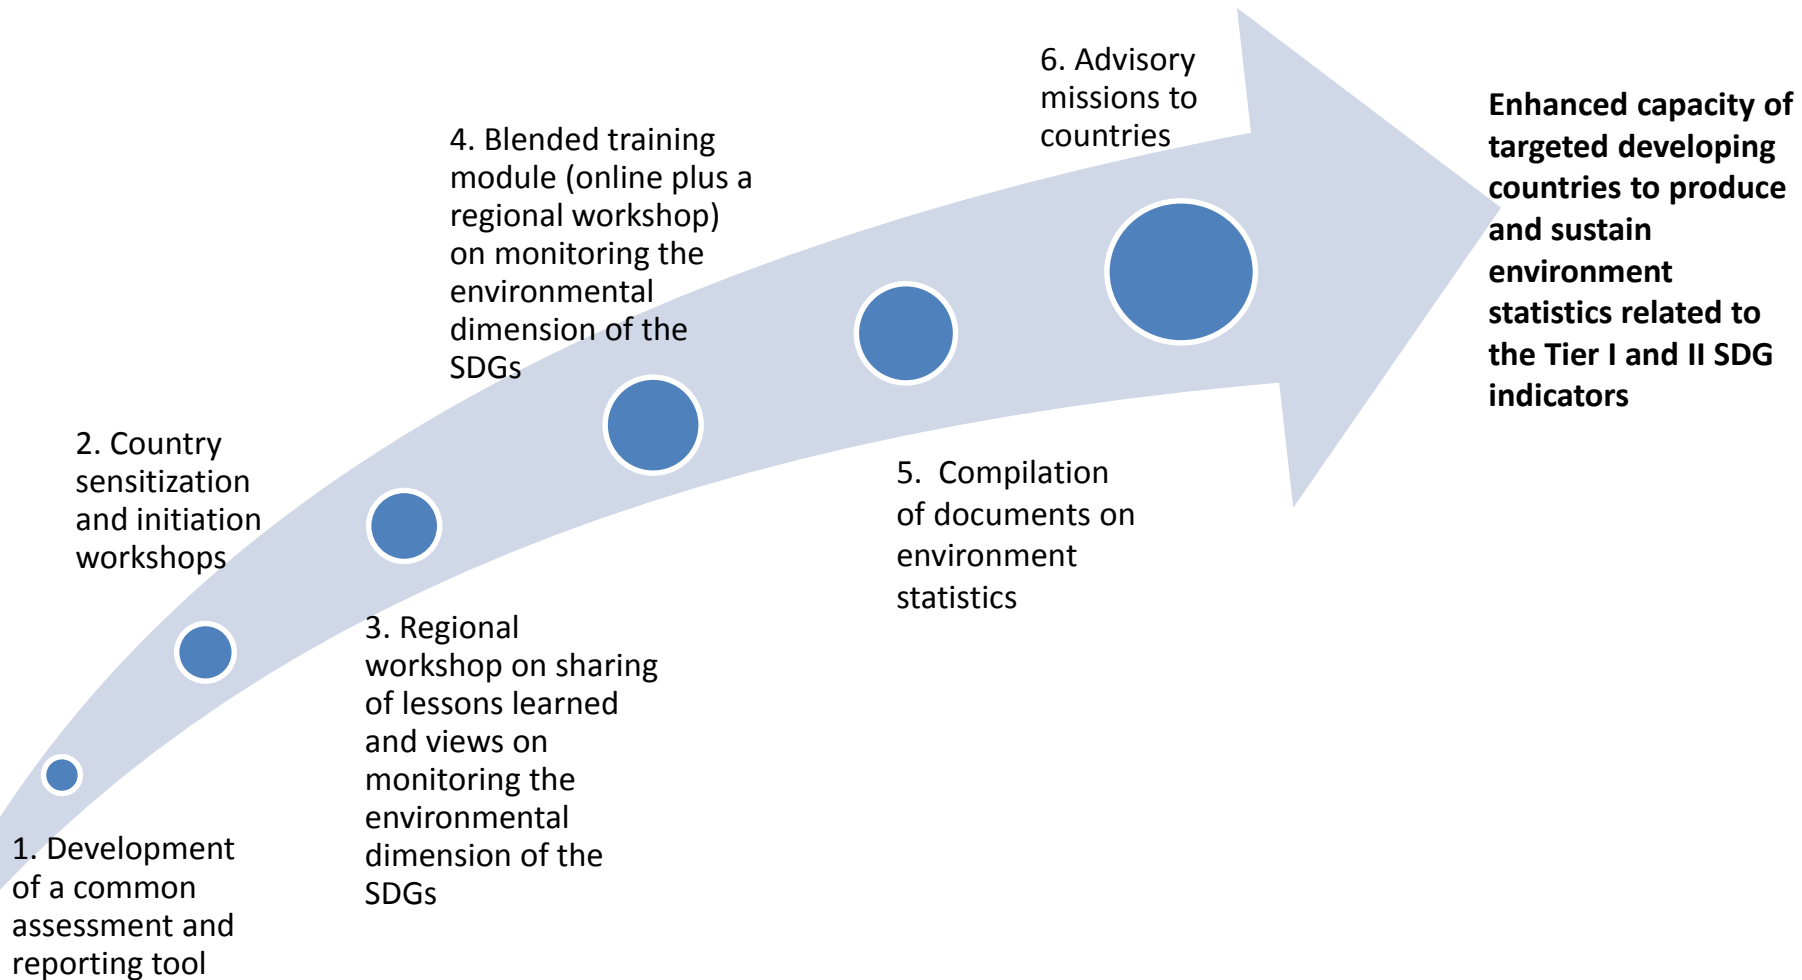 1. Development
of a common
assessment and
reporting tool
2. Country
sensitization
and initiation
workshops
3. Regional
workshop on sharing
of lessons learned
and views on
monitoring the
environmental
dimension of the
SDGs
4. Blended training
module (online plus a
regional workshop)
on monitoring the
environmental
dimension of the
SDGs
5. Compilation
of documents on
environment
statistics
6. Advisory
missions to
countries
Enhanced capacity of
targeted developing
countries to produce
and sustain
environment
statistics related to
the Tier I and II SDG
indicators